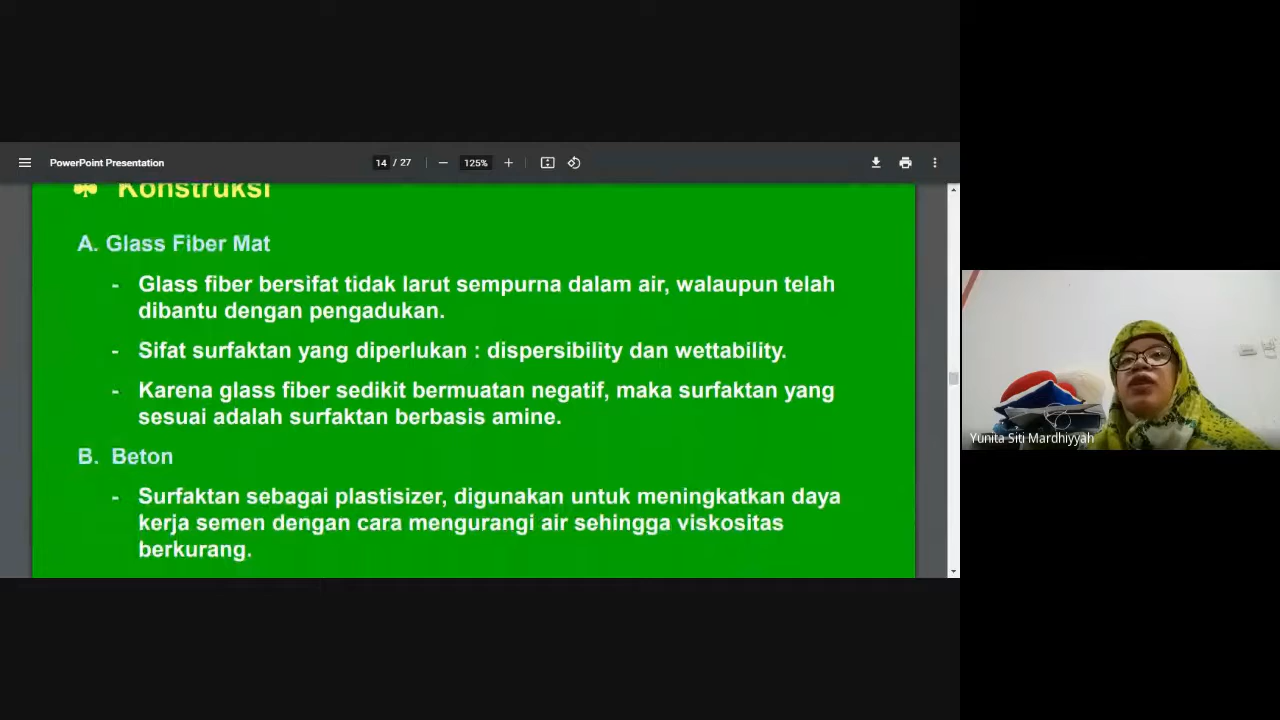 PowerPoint Presentation
14 / 27
125%
Konstruksi
A. Glass Fiber Mat
- Glass fiber bersifat tidak larut sempurna dalam air, walaupun telah
dibantu dengan pengadukan.
- Sifat surfaktan yang diperlukan : dispersibility dan wettability.
- Karena glass fiber sedikit bermuatan negatif, maka surfaktan yang
sesuai adalah surfaktan berbasis amine.
B. Beton
- Surfaktan sebagai plastisizer, digunakan untuk meningkatkan daya
kerja semen dengan cara mengurangi air sehingga viskositas
berkurang.
Yunita Siti Mardhiyyah